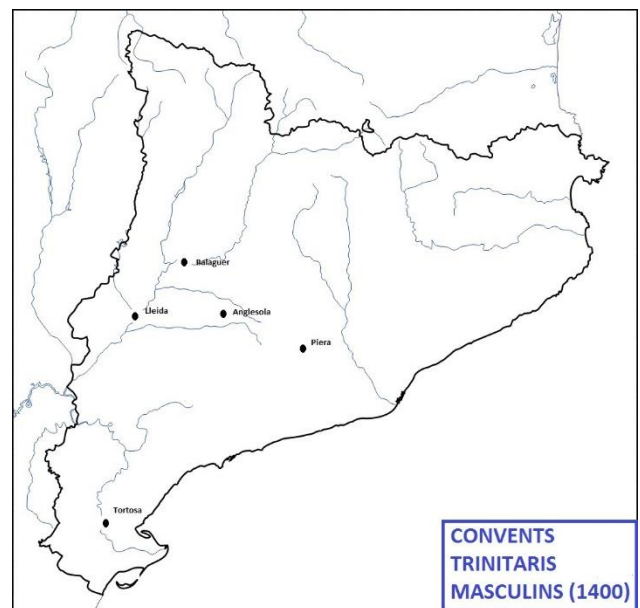 Balaguer
Lleida
Anglesola
Piera
Tortosa
CONVENTS
TRINITARIS
MASCULINS (1400)